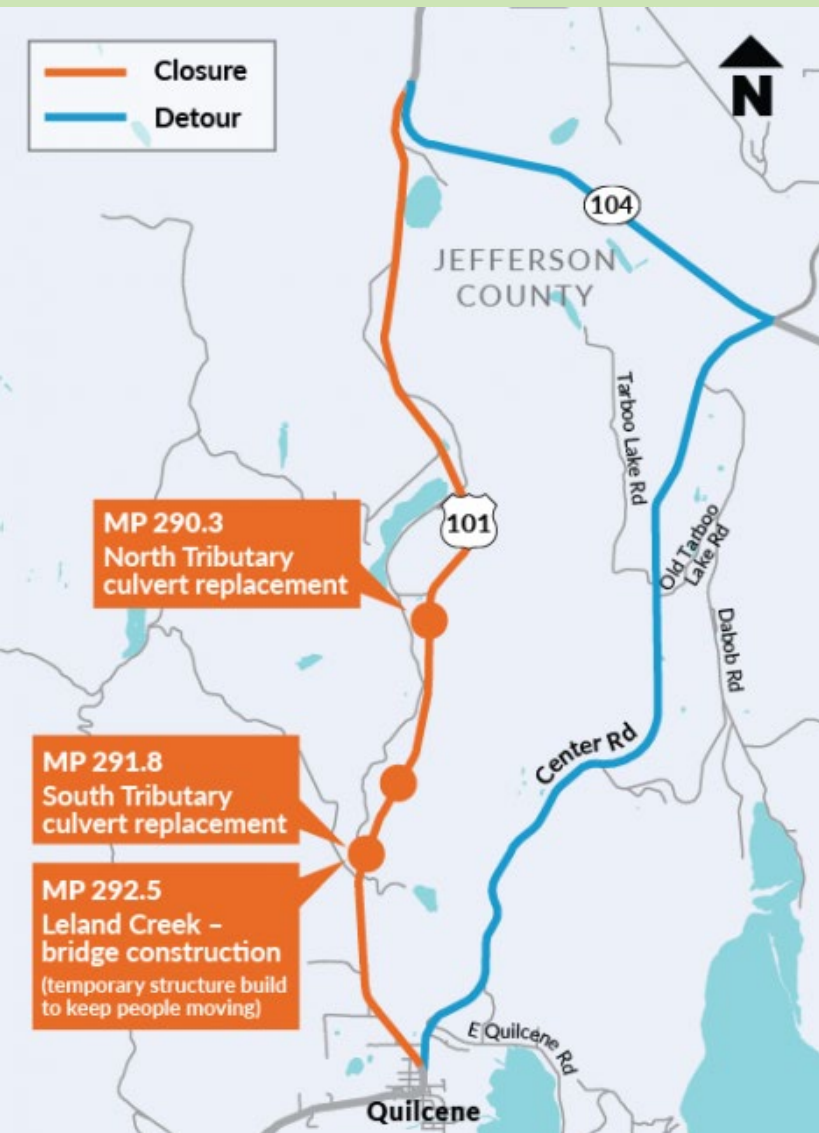 Closure
Detour
N
104
JEFFERSON
COUNTY
Tarboo Lake Rd
101
MP 290.3
North Tributary
culvert replacement
Old Tarboo
Lake Rd
Dabob Rd
Center Rd
MP 291.8
South Tributary
culvert replacement
MP 292.5
Leland Creek –
bridge construction
(temporary structure build
to keep people moving)
E Quilcene Rd
Quilcene